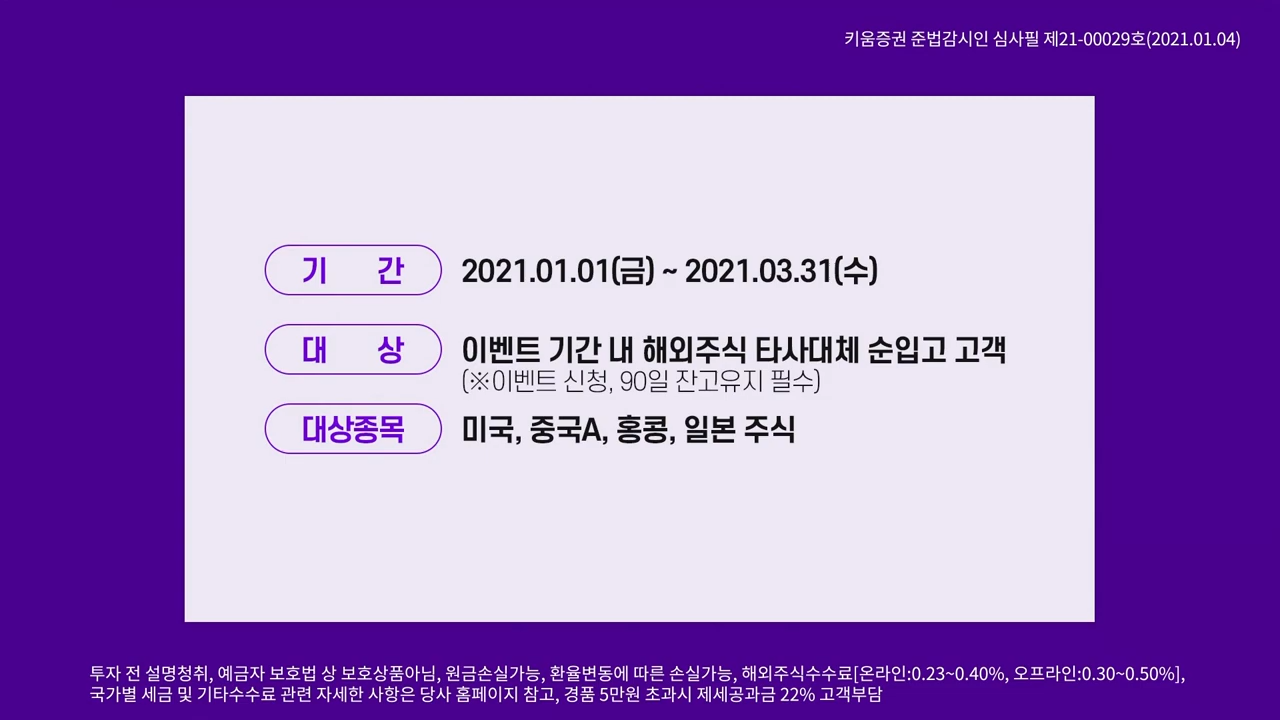 키움증권 준법감시인 심사필 제21-00029호(2021.01.04)
기 간 2021.01.01(금) ~ 2021.03.31(수)
대 상 이벤트 기간 내 해외주식 타사대체 순입고 고객
(※이벤트 신청, 90일 잔고유지 필수)
대상종목 미국, 중국A, 홍콩, 일본 주식
투자 전 설명청취, 예금자 보호법 상 보호상품아님, 원금손실가능, 환율변동에 따른 손실가능, 해외주식수수료[온라인:0.23~0.40%, 오프라인:0.30~0.50%],
국가별 세금 및 기타수수료 관련 자세한 사항은 당사 홈페이지 참고, 경품 5만원 초과시 제세공과금 22% 고객부담